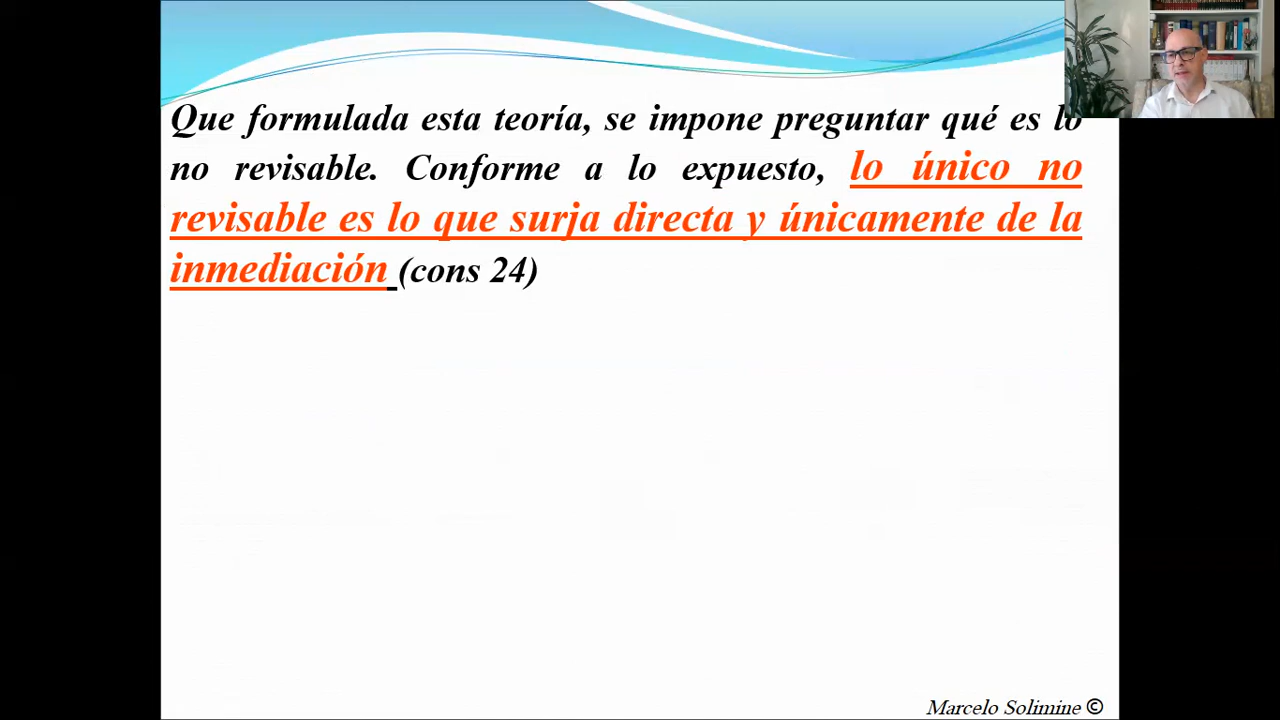 Que formulada esta teoría, se impone preguntar qué es lo
no revisable. Conforme a lo expuesto, lo único no
revisable es lo que surja directa y únicamente de la
inmediación (cons 24)
Marcelo Solimine ©